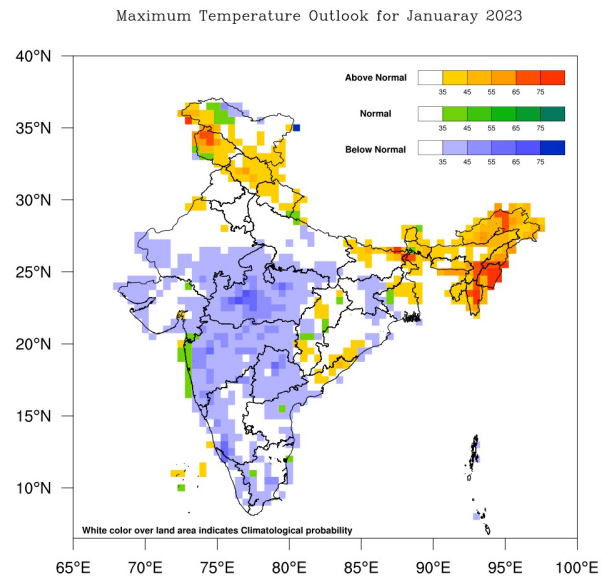 Maximum Temperature Outlook for Januaray 2023
40°N
35°N
30°N
25°N
20°N
15°N
10°N
Above Normal
35 45 55 65 75
Normal
35 45 55 65 75
Below Normal
35 45 55 65 75
White color over land area indicates Climatological probability
65°E 70°E 75°E 80°E 85°E 90°E 95°E 100°E